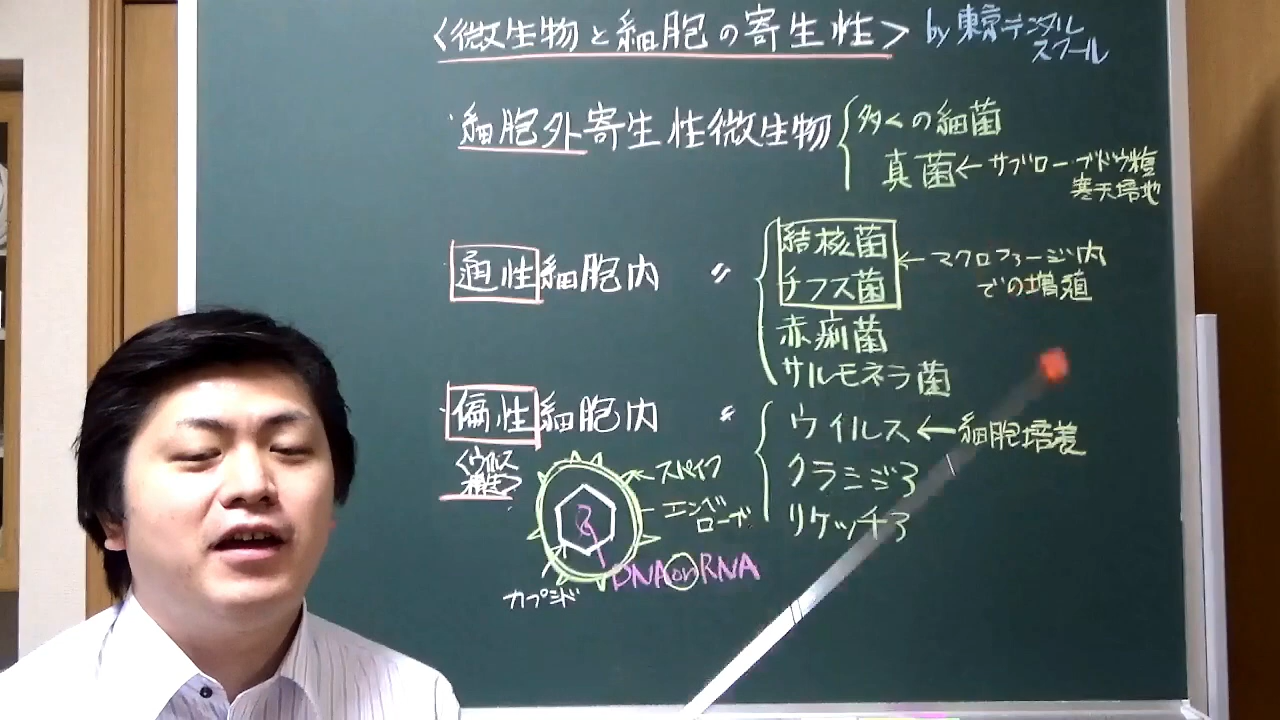 <微生物と細胞の寄生性> by 東京デンタル
スクール
・細胞外寄生性微生物 多くの細菌
真菌←サブローブドウ糖
寒天培地
通性細胞内 〃 結核菌 ←マクロファージ内
チフス菌 での増殖
赤痢菌
サルモネラ菌
・偏性細胞内 〃 ウイルス←細胞培養
クラミジア
リケッチア
<ウイルス
構造>
スパイク
エンベ
ロープ
DNA or RNA
カプシド